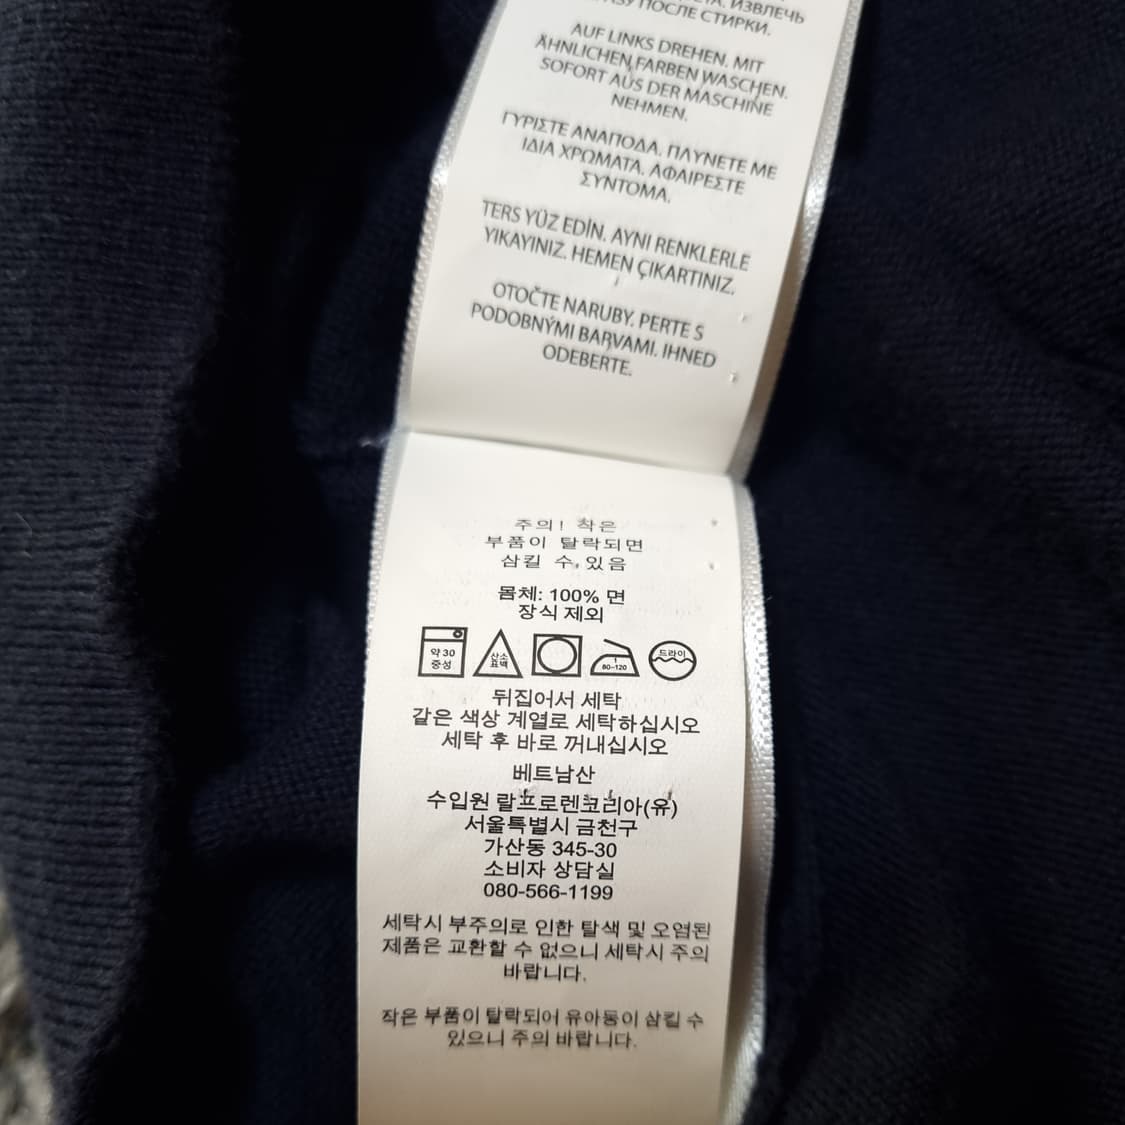 ИЗВЛЕЧЬ
ПОСЛЕ СТИРКИ.
AUF LINKS DREHEN. MIT
ÄHNLICHEN FARBEN WASCHEN.
SOFORT AUS DER MASCHINE
NEHMEN.
ΓΥΡΙΣΤΕ ΑΝΑΠΟΔΑ. ΠΛΥΝΕΤΕ ΜΕ
ΙΔΙΑ ΧΡΩΜΑΤΑ. ΑΦΑΙΡΕΣΤΕ
ΣΥΝΤΟΜΑ.
TERS YÜZ EDİN. AYNI RENKLERLE
YIKAYINIZ. HEMEN ÇIKARTINIZ.
OTOČTE NARUBY. PERTE S
PODOBNÝMI BARVAMI. IHNED
ODEBERTE.
주의! 작은
부품이 탈락되면
삼킬 수 있음
몸체: 100% 면
장식 제외
약 30 중성 산소 표백 1 80-120 드라이
뒤집어서 세탁
같은 색상 계열로 세탁하십시오
세탁 후 바로 꺼내십시오
베트남산
수입원 랄프로렌코리아(유)
서울특별시 금천구
가산동 345-30
소비자 상담실
080-566-1199
세탁시 부주의로 인한 탈색 및 오염된
제품은 교환할 수 없으니 세탁시 주의
바랍니다.
작은 부품이 탈락되어 유아동이 삼킬 수
있으니 주의 바랍니다.